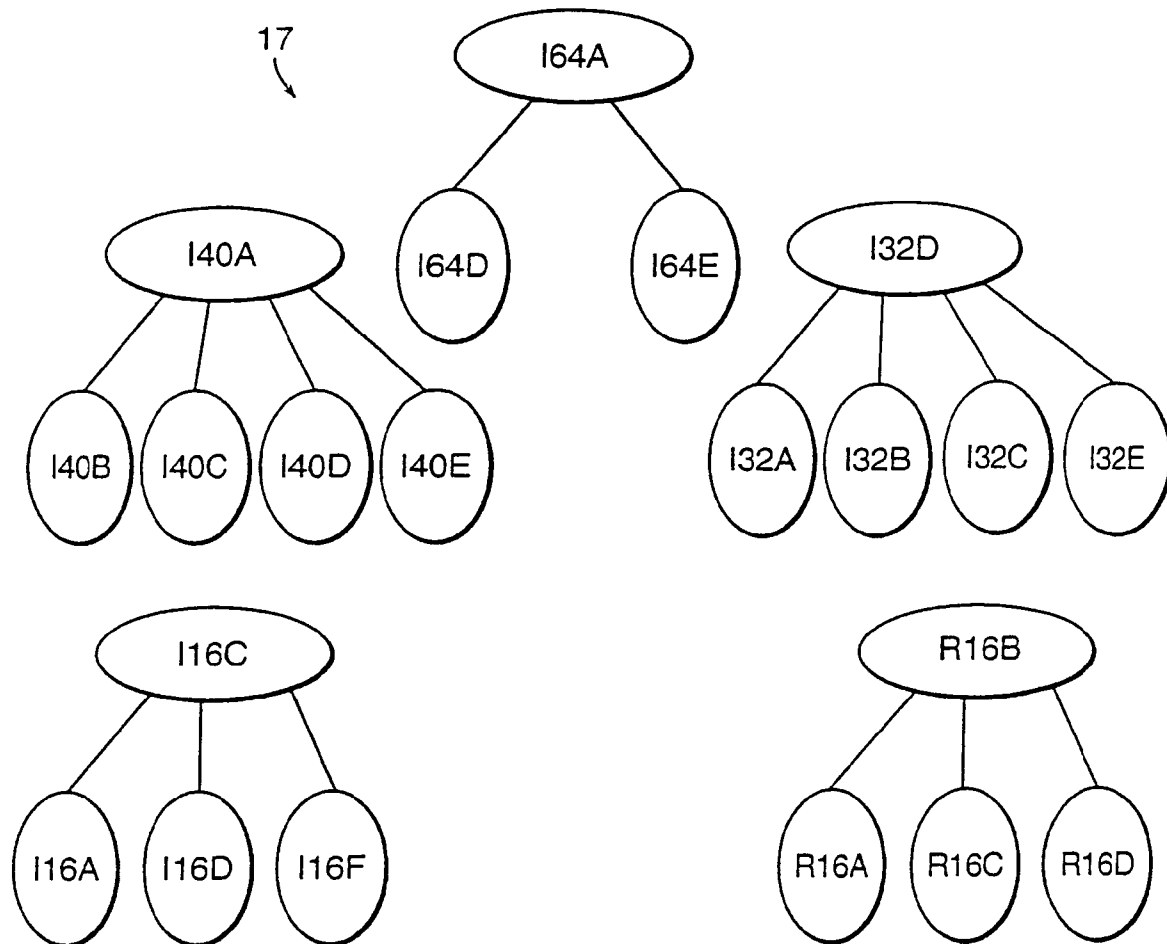 17
I64A
I40A
I64D
I64E
I32D
I40B
I40C
I40D
I40E
I32A
I32B
I32C
I32E
I16C
R16B
I16A
I16D
I16F
R16A
R16C
R16D